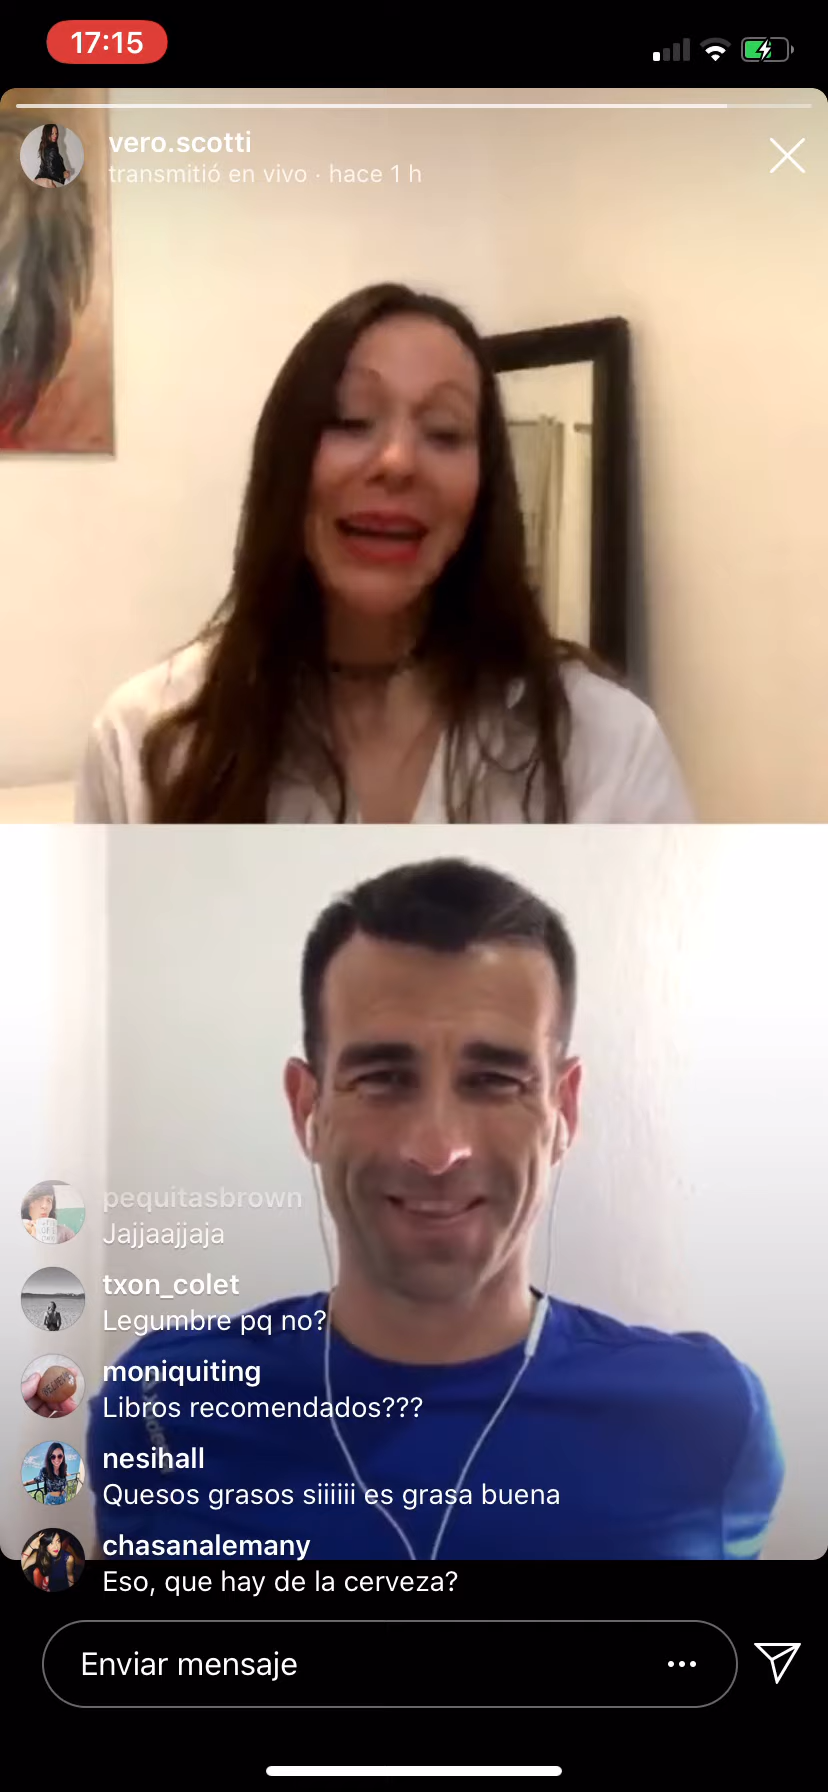 17:15
vero.scotti
transmitió en vivo · hace 1 h
pequitasbrown
Jajjaajjaja
txon_colet
Legumbre pq no?
moniquiting
Libros recomendados???
nesihall
Quesos grasos siiiiii es grasa buena
chasanalemany
Eso, que hay de la cerveza?
Enviar mensaje